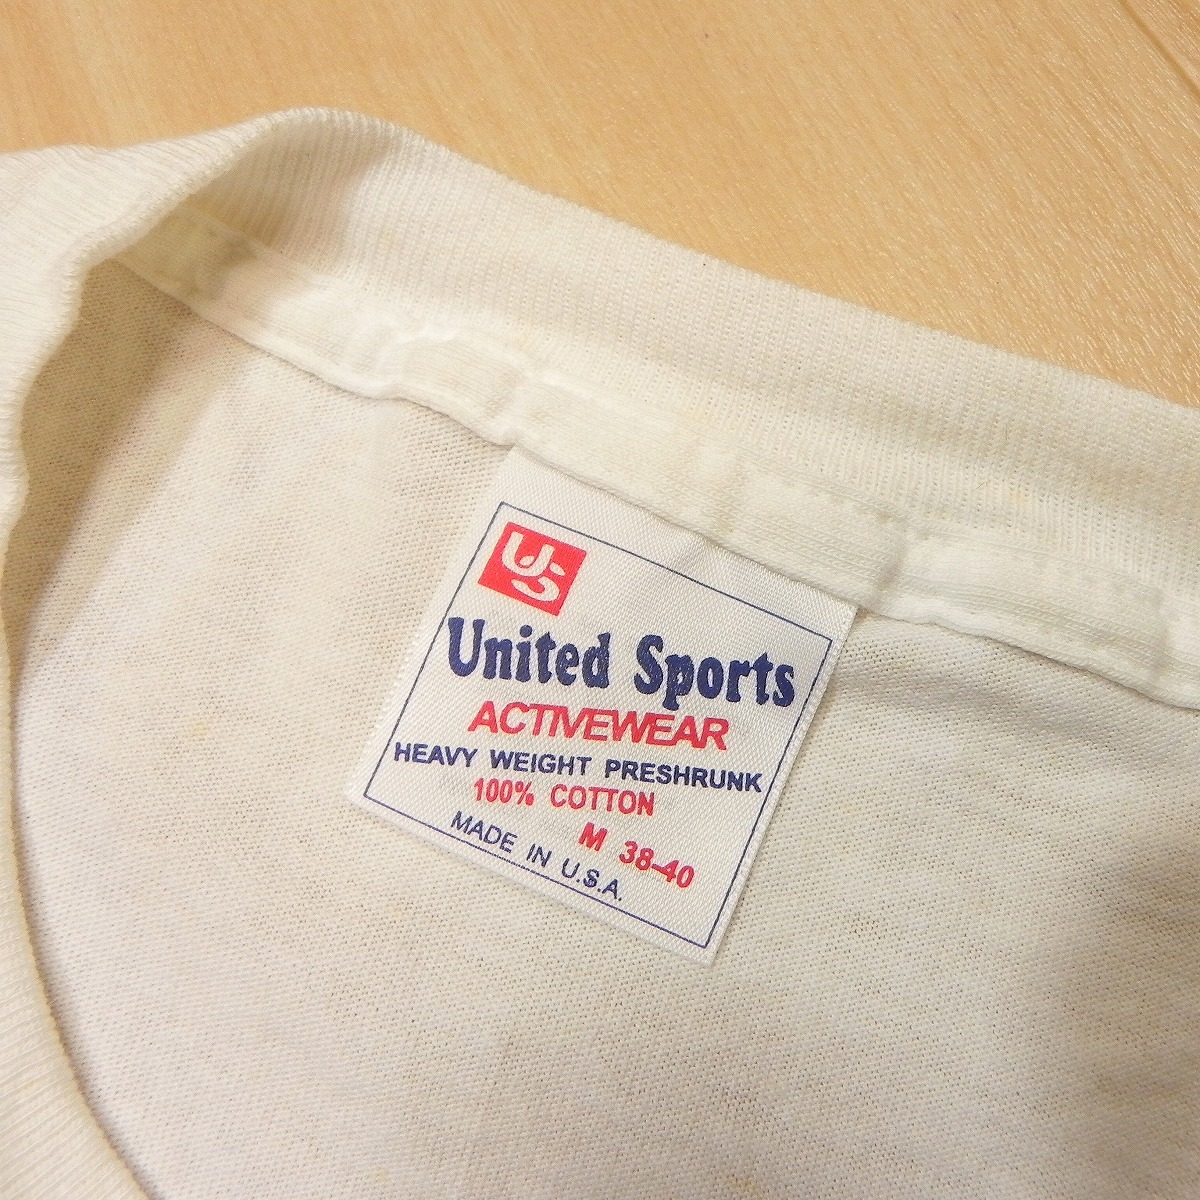 US
United Sports
ACTIVEWEAR
HEAVY WEIGHT PRESHRUNK
100% COTTON
M 38-40
MADE IN U.S.A.